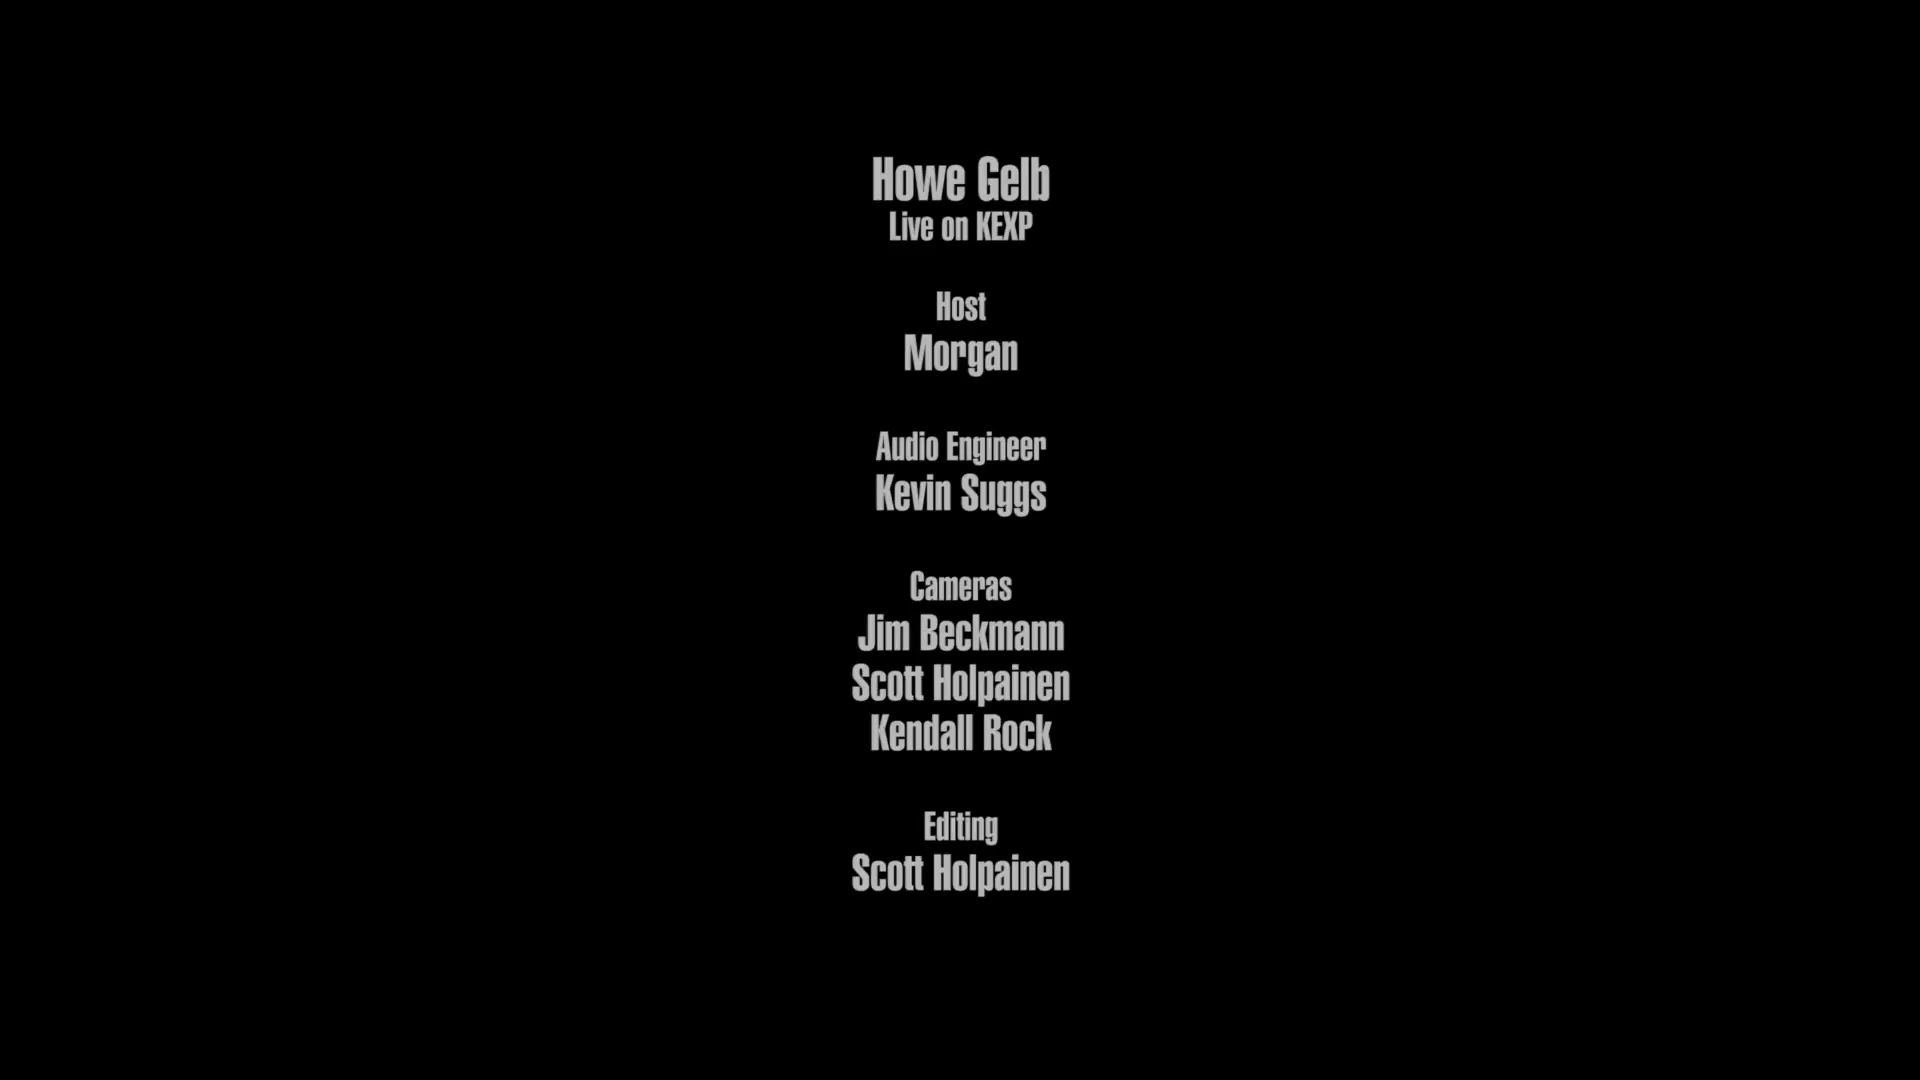 Howe Gelb
Live on KEXP
Host
Morgan
Audio Engineer
Kevin Suggs
Cameras
Jim Beckmann
Scott Holpainen
Kendall Rock
Editing
Scott Holpainen